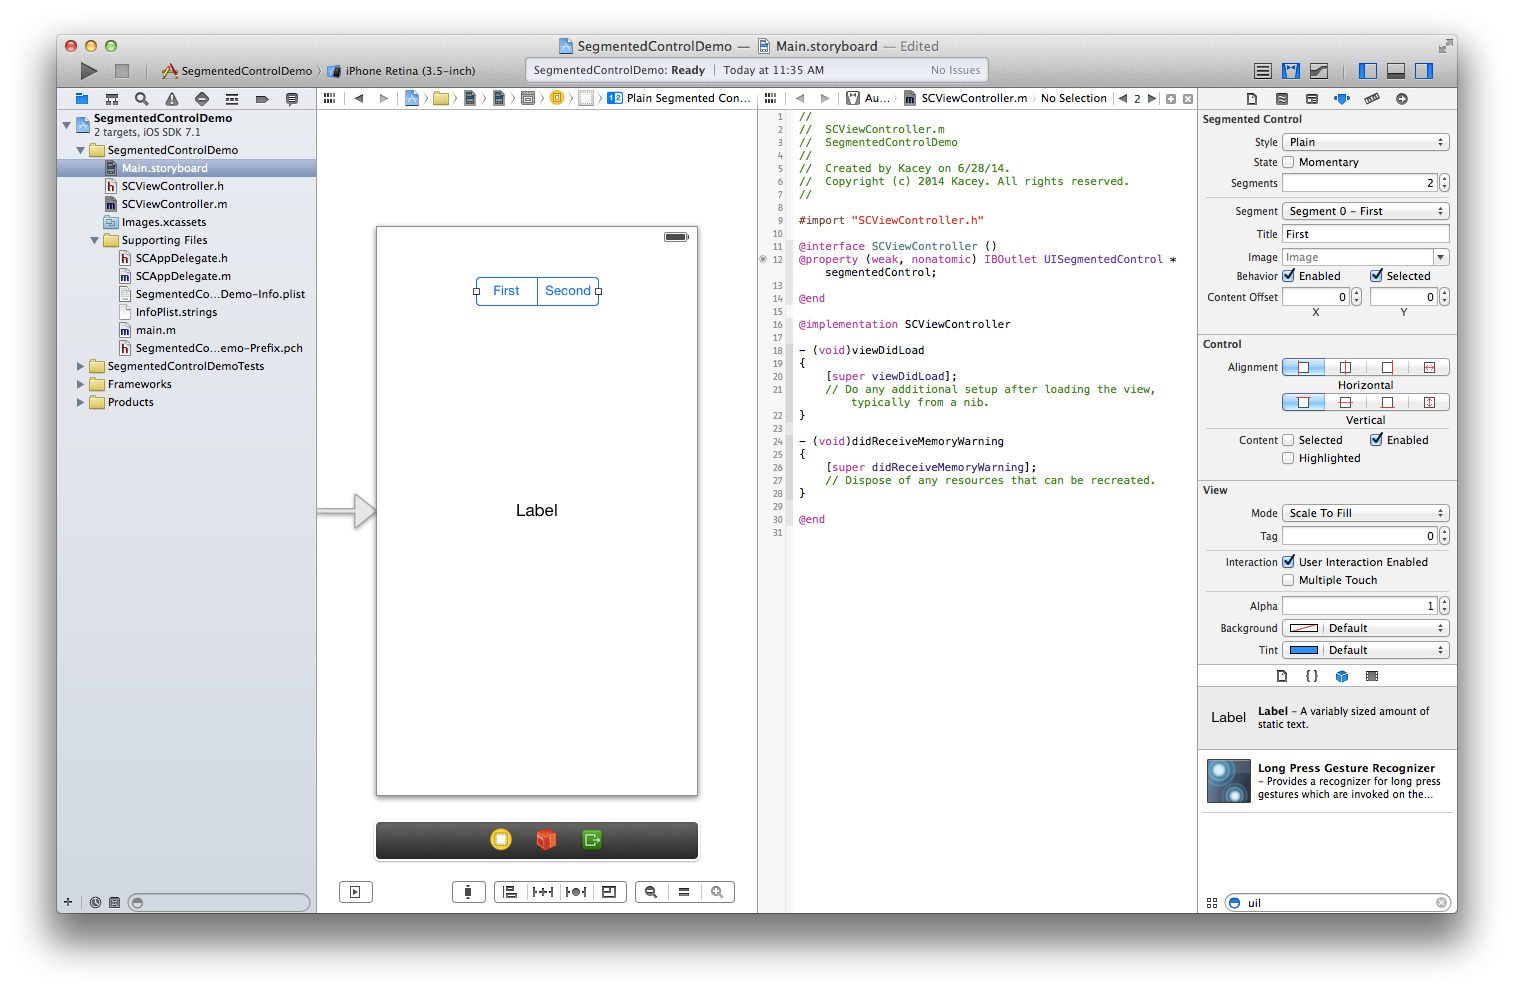 SegmentedControlDemo — Main.storyboard — Edited
SegmentedControlDemo 〉 iPhone Retina (3.5-inch)
SegmentedControlDemo: Ready | Today at 11:35 AM
No Issues
SegmentedControlDemo
2 targets, iOS SDK 7.1
SegmentedControlDemo
Main.storyboard
SCViewController.h
SCViewController.m
Images.xcassets
Supporting Files
SCAppDelegate.h
SCAppDelegate.m
SegmentedCo...Demo-Info.plist
InfoPlist.strings
main.m
SegmentedCo...emo-Prefix.pch
SegmentedControlDemoTests
Frameworks
Products
Plain Segmented Con...
First
Second
Label
Au... 〉 SCViewController.m 〉 No Selection
2
1 //
2 //  SCViewController.m
3 //  SegmentedControlDemo
4 //
5 //  Created by Kacey on 6/28/14.
6 //  Copyright (c) 2014 Kacey. All rights reserved.
7 //
8
9 #import "SCViewController.h"
10
11 @interface SCViewController ()
12 @property (weak, nonatomic) IBOutlet UISegmentedControl *
segmentedControl;
13
14 @end
15
16 @implementation SCViewController
17
18 - (void)viewDidLoad
19 {
20     [super viewDidLoad];
21     // Do any additional setup after loading the view,
typically from a nib.
22 }
23
24 - (void)didReceiveMemoryWarning
25 {
26     [super didReceiveMemoryWarning];
27     // Dispose of any resources that can be recreated.
28 }
29
30 @end
31
Segmented Control
Style Plain
State Momentary
Segments 2
Segment Segment 0 – First
Title First
Image Image
Behavior Enabled Selected
Content Offset 0 0
X Y
Control
Alignment
Horizontal
Vertical
Content Selected Enabled
Highlighted
View
Mode Scale To Fill
Tag 0
Interaction User Interaction Enabled
Multiple Touch
Alpha 1
Background Default
Tint Default
Label
Label – A variably sized amount of
static text.
Long Press Gesture Recognizer
– Provides a recognizer for long press
gestures which are invoked on the...
uil